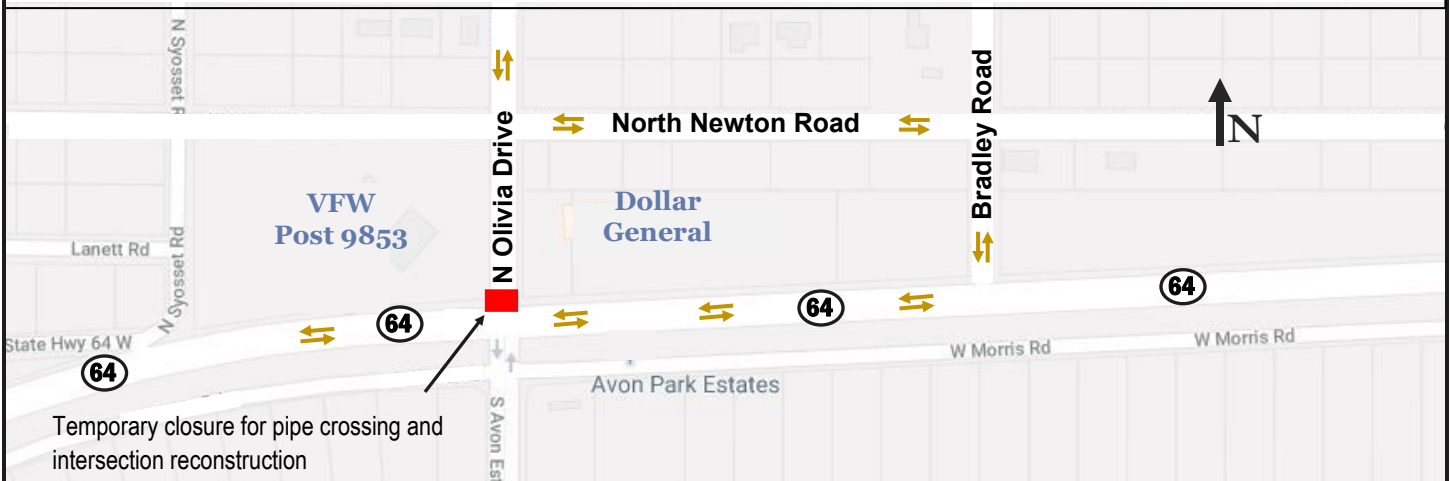 N Syosset R
North Newton Road
Bradley Road
N
N Olivia Drive
VFW
Post 9853
Dollar
General
Lanett Rd
N Syosset Rd
64
64
64
State Hwy 64 W
64
W Morris Rd
W Morris Rd
Avon Park Estates
S Avon Est
Temporary closure for pipe crossing and
intersection reconstruction